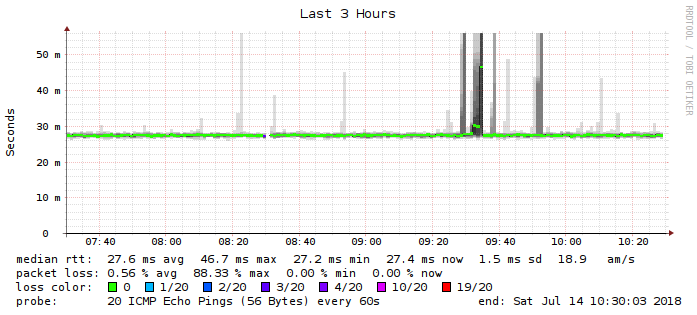 Last 3 Hours
RRDTOOL / TOBI OETIKER
Seconds
50 m
40 m
30 m
20 m
10 m
0
07:40 08:00 08:20 08:40 09:00 09:20 09:40 10:00 10:20
median rtt: 27.6 ms avg 46.7 ms max 27.2 ms min 27.4 ms now 1.5 ms sd 18.9 am/s
packet loss: 0.56 % avg 88.33 % max 0.00 % min 0.00 % now
loss color: 0 1/20 2/20 3/20 4/20 10/20 19/20
probe: 20 ICMP Echo Pings (56 Bytes) every 60s end: Sat Jul 14 10:30:03 2018